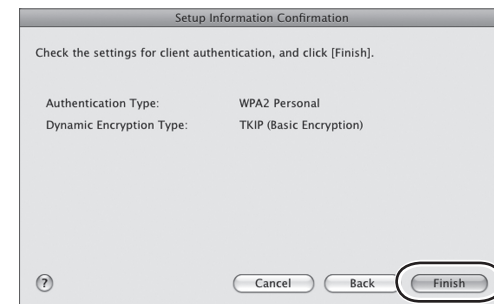 Setup Information Confirmation
Check the settings for client authentication, and click [Finish].
Authentication Type: WPA2 Personal
Dynamic Encryption Type: TKIP (Basic Encryption)
? Cancel Back Finish